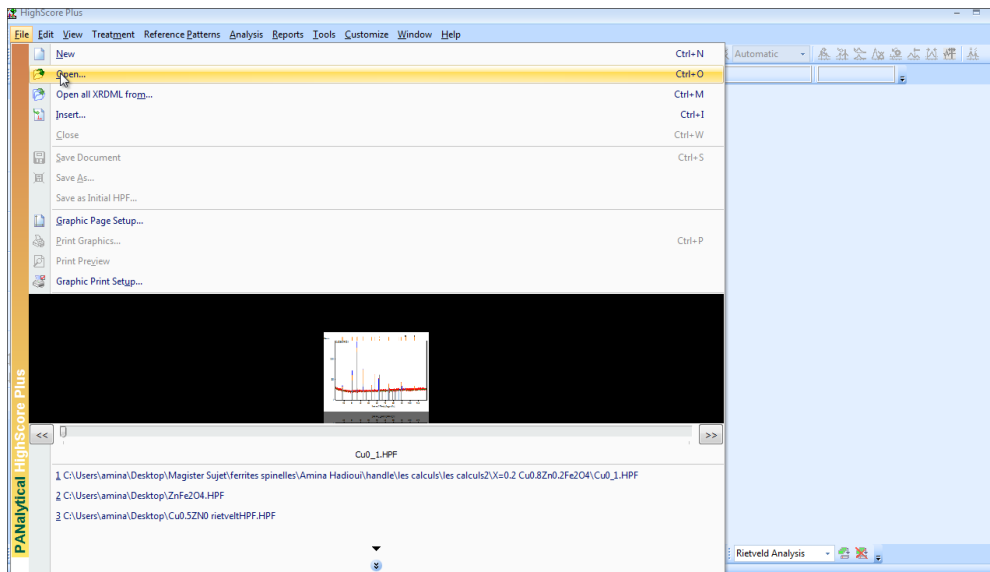 HighScore Plus
File Edit View Treatment Reference Patterns Analysis Reports Tools Customize Window Help
New Ctrl+N
Automatic
Open... Ctrl+O
Open all XRDML from... Ctrl+M
Insert... Ctrl+I
Close Ctrl+W
Save Document Ctrl+S
Save As...
Save as Initial HPF...
Graphic Page Setup...
Print Graphics... Ctrl+P
Print Preview
Graphic Print Setup...
PANalytical HighScore Plus
<< >>
Cu0_1.HPF
1 C:\Users\amina\Desktop\Magister Sujet\ferrites spinelles\Amina Hadioui\handle\les calculs\les calculs2\X=0.2 Cu0.8Zn0.2Fe2O4\Cu0_1.HPF
2 C:\Users\amina\Desktop\ZnFe2O4.HPF
3 C:\Users\amina\Desktop\Cu0.5ZN0 rietveltHPF.HPF
Rietveld Analysis